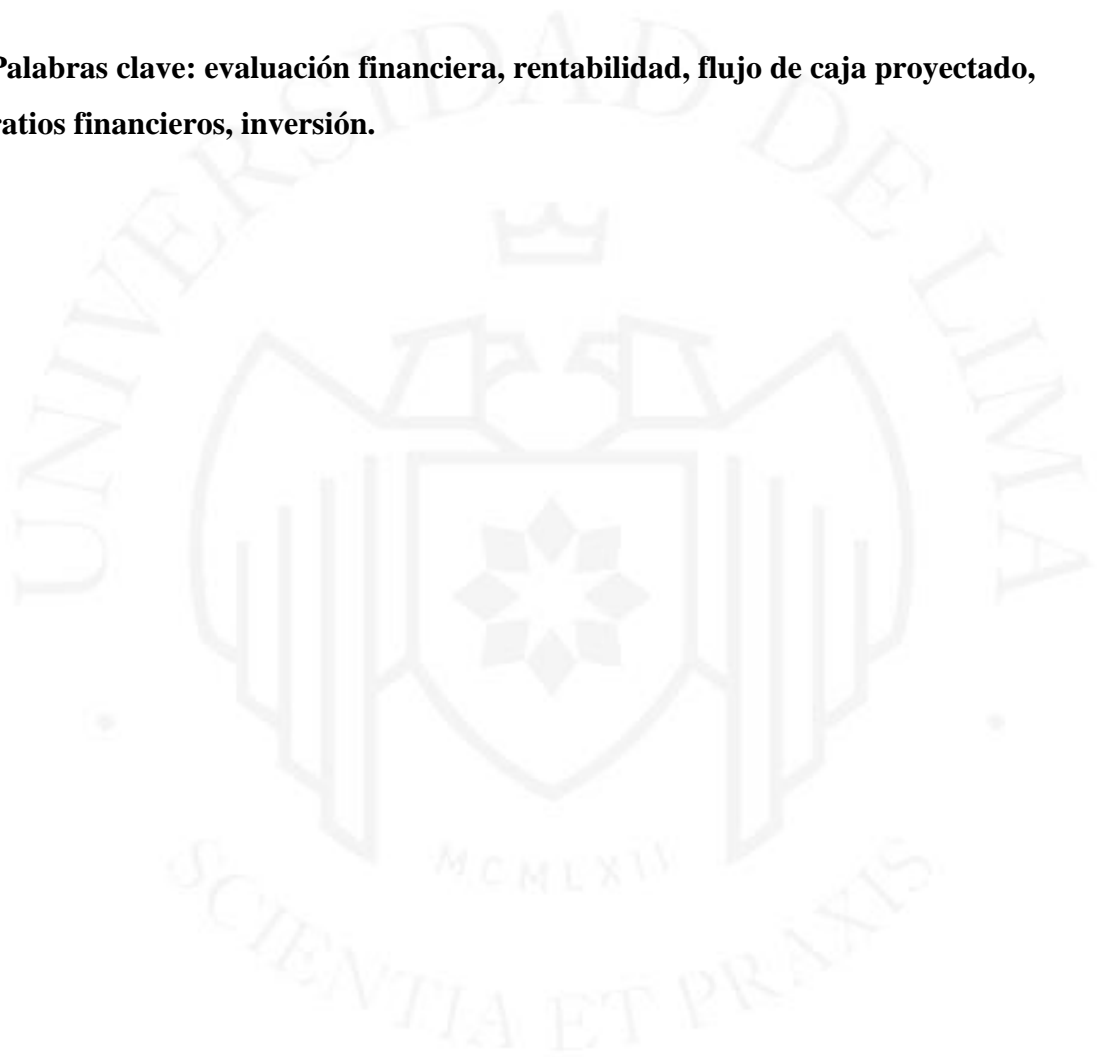 Palabras clave: evaluación financiera, rentabilidad, flujo de caja proyectado,
ratios financieros, inversión.
UNIVERSIDAD DE LIMA
MCMLXII
SCIENTIA ET PRAXIS